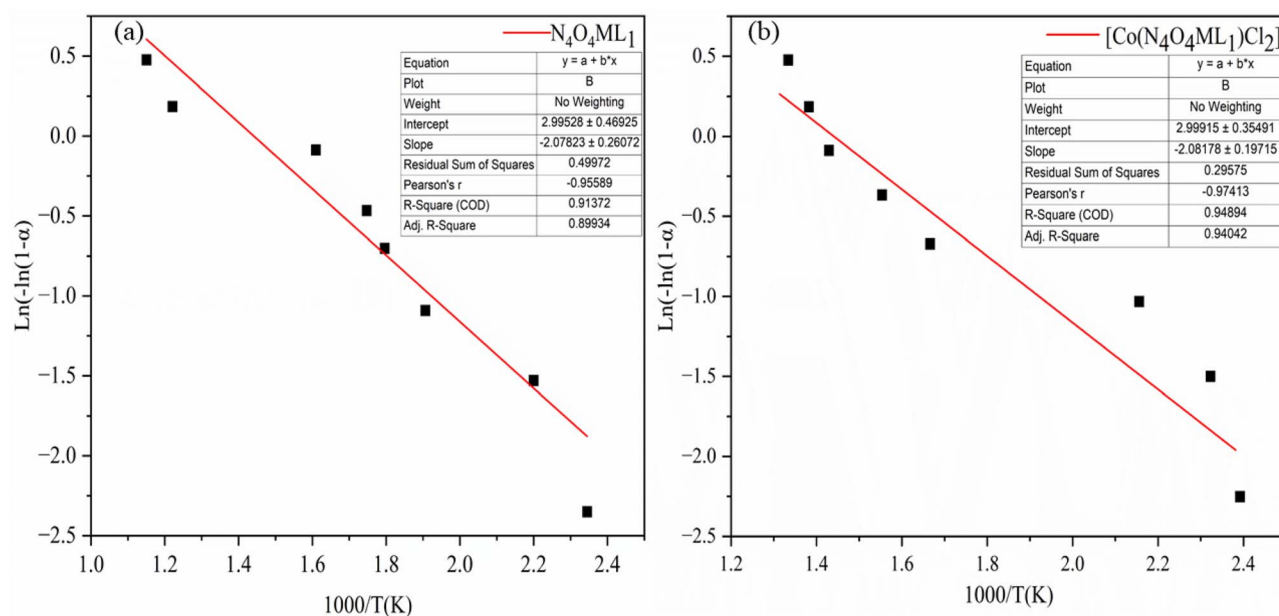 (a)
N₄O₄ML₁
Equation y = a + b*x
Plot B
Weight No Weighting
Intercept 2.99528 ± 0.46925
Slope -2.07823 ± 0.26072
Residual Sum of Squares 0.49972
Pearson's r -0.95589
R-Square (COD) 0.91372
Adj. R-Square 0.89934
Ln(-ln(1-α)
0.5
0.0
−0.5
−1.0
−1.5
−2.0
−2.5
1.0 1.2 1.4 1.6 1.8 2.0 2.2 2.4
1000/T(K)
(b)
[Co(N₄O₄ML₁)Cl₂]
Equation y = a + b*x
Plot B
Weight No Weighting
Intercept 2.99915 ± 0.35491
Slope -2.08178 ± 0.19715
Residual Sum of Squares 0.29575
Pearson's r -0.97413
R-Square (COD) 0.94894
Adj. R-Square 0.94042
Ln(-ln(1-α)
0.5
0.0
−0.5
−1.0
−1.5
−2.0
−2.5
1.2 1.4 1.6 1.8 2.0 2.2 2.4
1000/T(K)